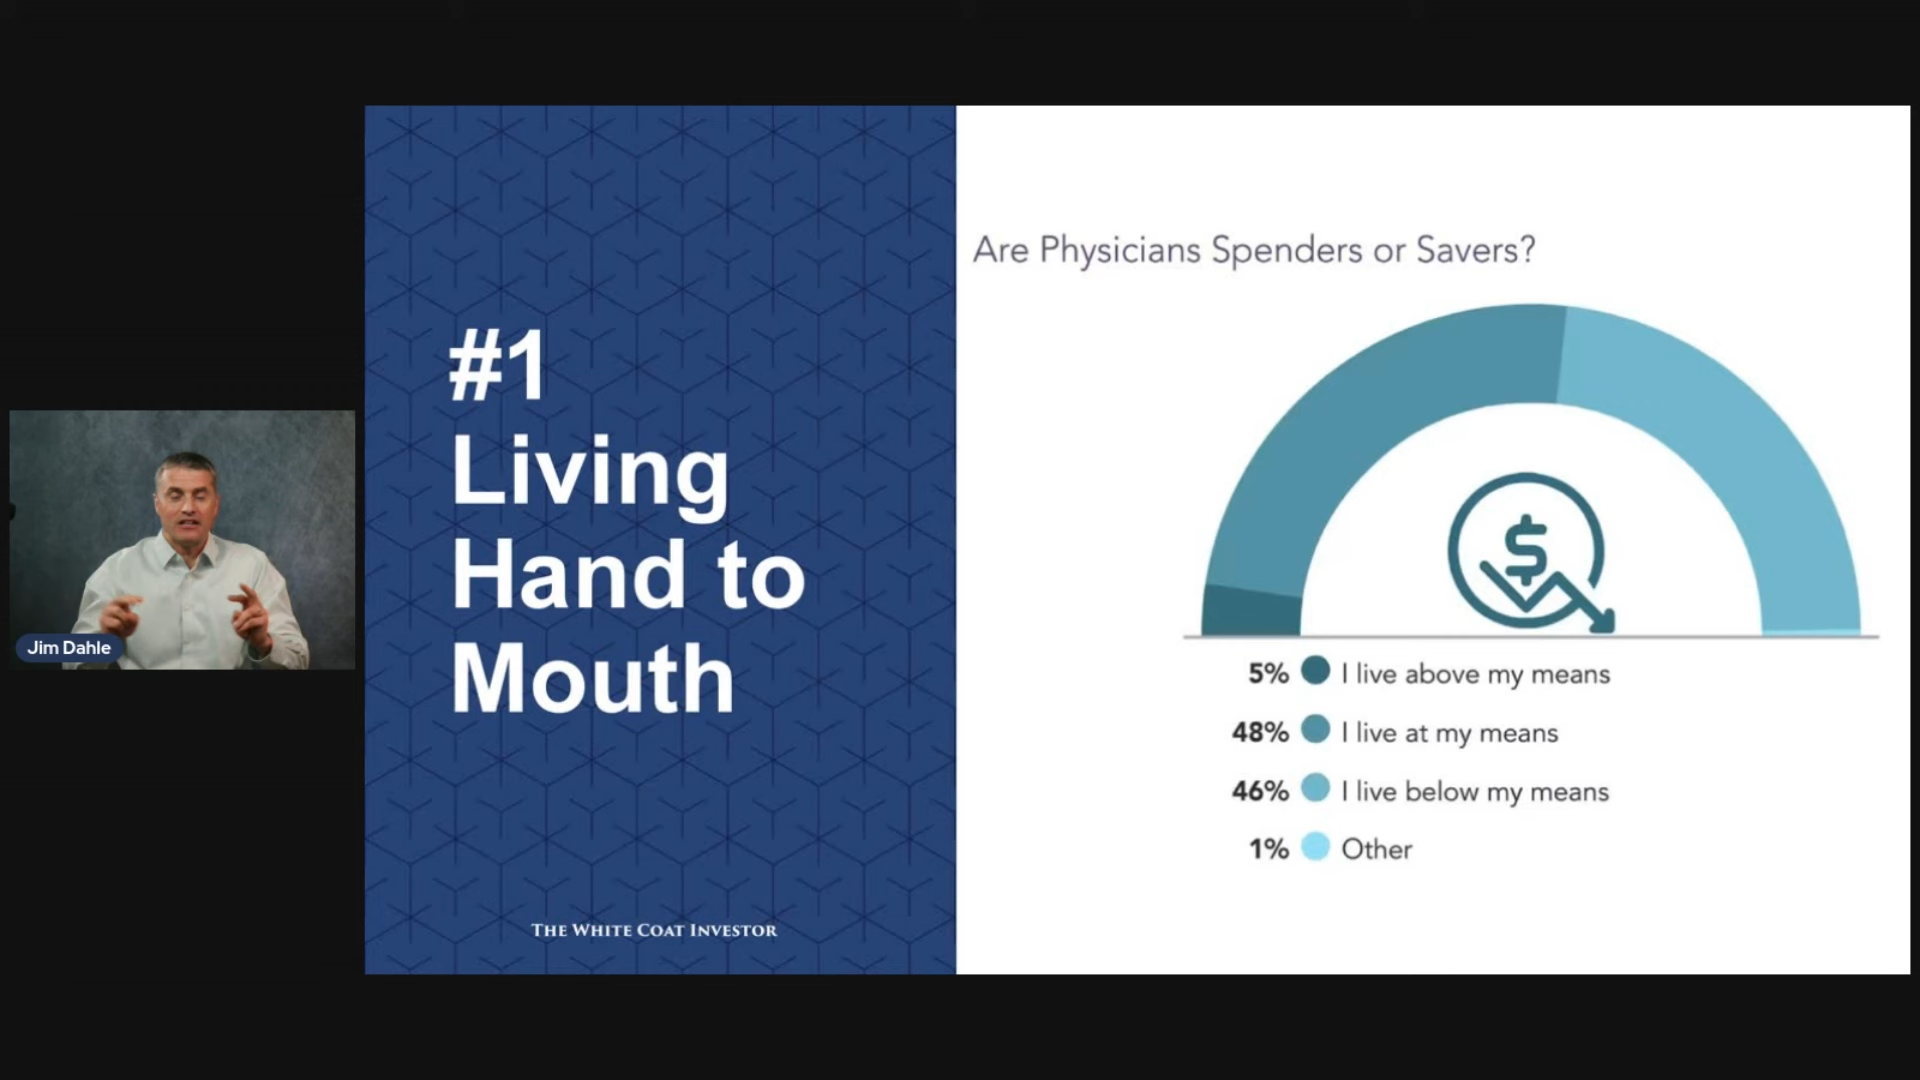 #1
Living
Hand to
Mouth
THE WHITE COAT INVESTOR
Are Physicians Spenders or Savers?
$
5% I live above my means
48% I live at my means
46% I live below my means
1% Other
Jim Dahle